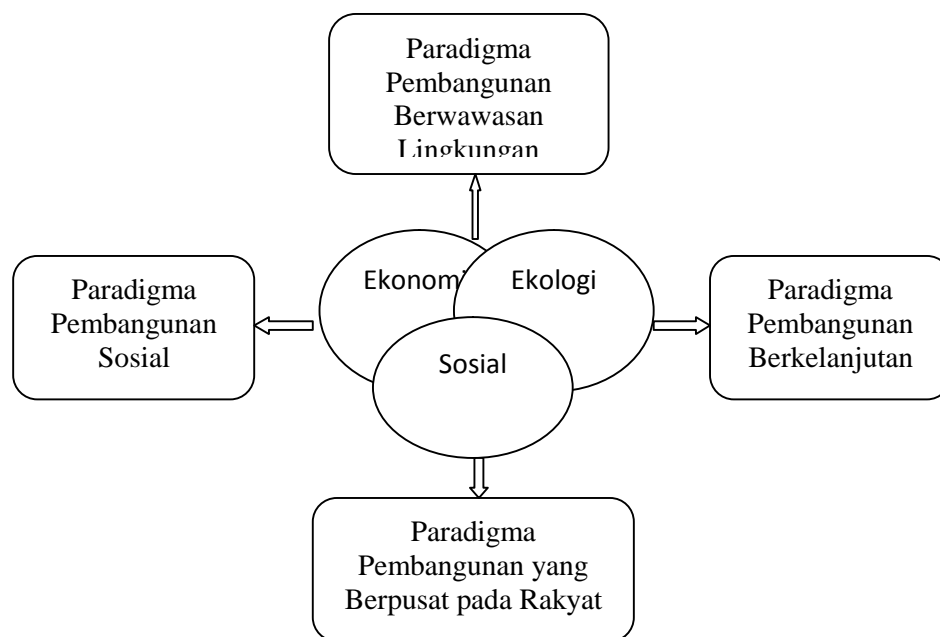 Paradigma
Pembangunan
Berwawasan
Lingkungan
Ekonomi
Ekologi
Sosial
Paradigma
Pembangunan
Sosial
Paradigma
Pembangunan
Berkelanjutan
Paradigma
Pembangunan yang
Berpusat pada Rakyat